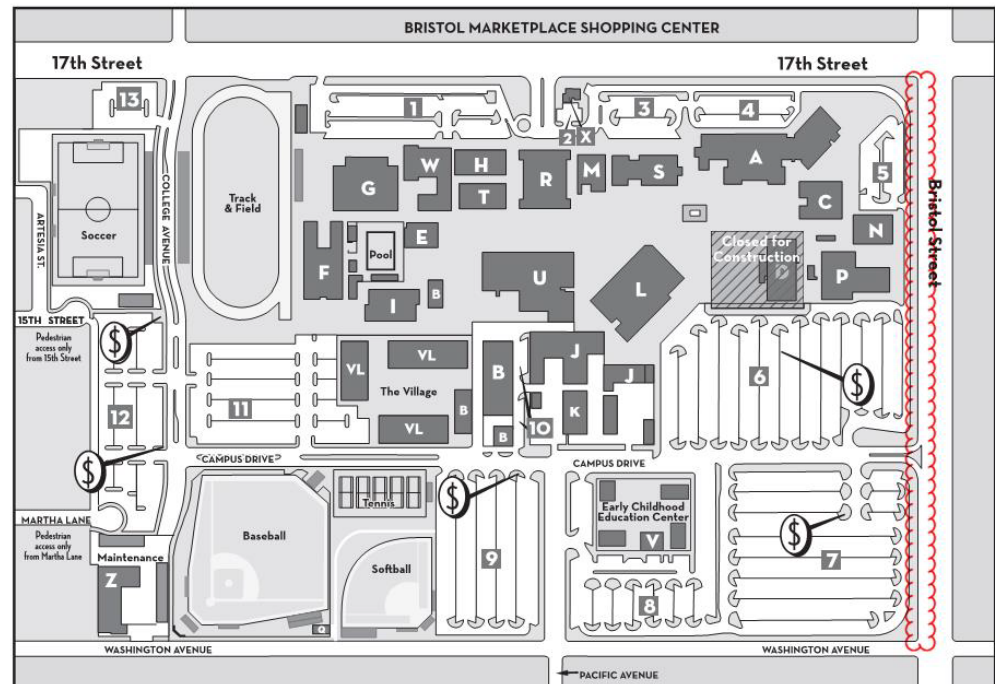 BRISTOL MARKETPLACE SHOPPING CENTER
17th Street
17th Street
13
1
3
4
2
X
5
W
H
G
T
R
M
S
A
C
N
Bristol Street
COLLEGE AVENUE
ARTESIA ST.
Soccer
Track
& Field
F
Pool
E
I
B
U
L
Closed for
Construction
D
P
15TH STREET
Pedestrian
access only
from 15th Street
$
12
11
VL
VL
The Village
VL
B
B
B
J
J
K
10
6
$
$
CAMPUS DRIVE
CAMPUS DRIVE
MARTHA LANE
Pedestrian
access only
from Martha Lane
Maintenance
Z
Baseball
Tennis
Softball
Q
$
9
Early Childhood
Education Center
V
8
$
7
WASHINGTON AVENUE
WASHINGTON AVENUE
PACIFIC AVENUE